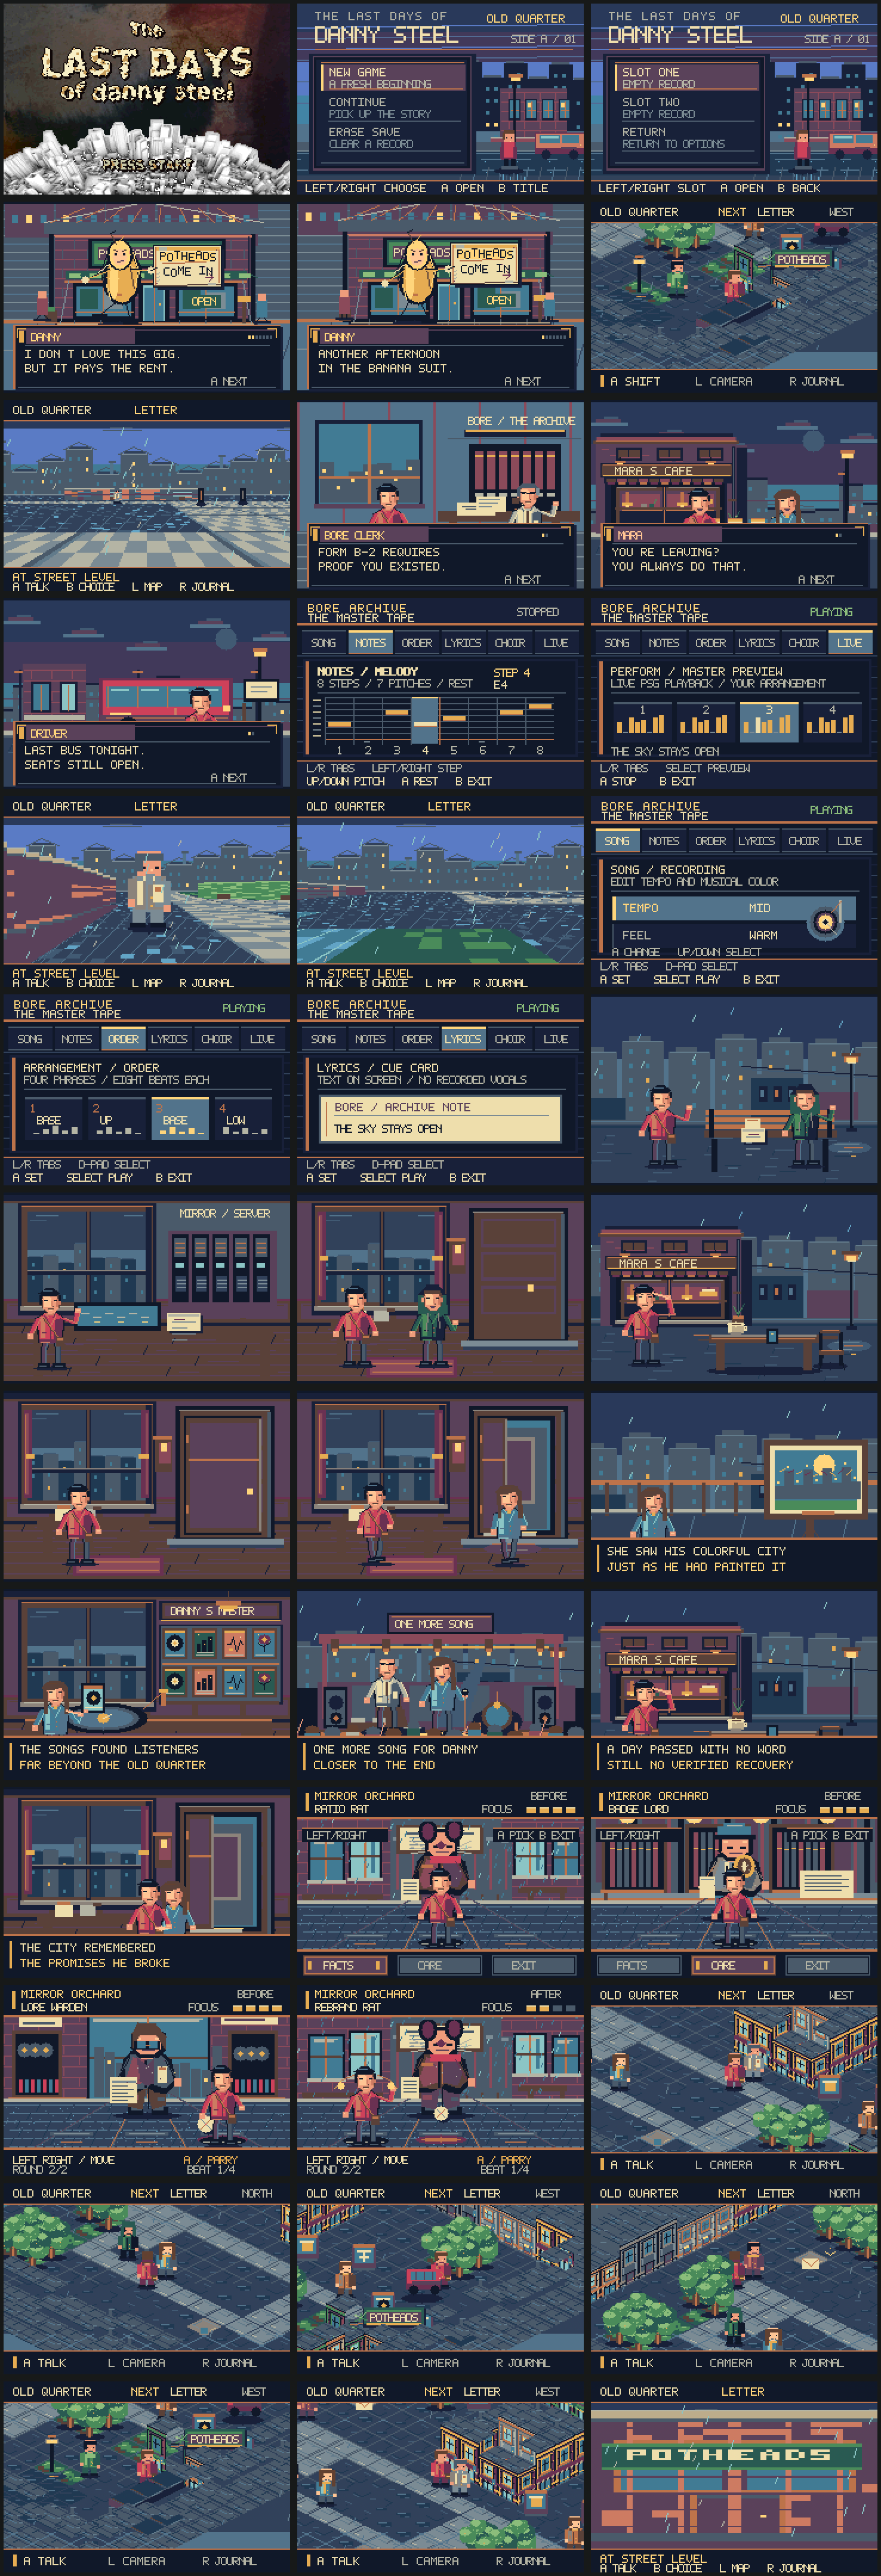 The
LAST DAYS
of danny steel
PRESS START
THE LAST DAYS OF
DANNY STEEL
OLD QUARTER
SIDE A / 01
NEW GAME
A FRESH BEGINNING
CONTINUE
PICK UP THE STORY
ERASE SAVE
CLEAR A RECORD
LEFT/RIGHT CHOOSE A OPEN B TITLE
THE LAST DAYS OF
DANNY STEEL
OLD QUARTER
SIDE A / 01
SLOT ONE
EMPTY RECORD
SLOT TWO
EMPTY RECORD
RETURN
RETURN TO OPTIONS
LEFT/RIGHT SLOT A OPEN B BACK
POTHEADS
COME IN
OPEN
DANNY
I DON T LOVE THIS GIG.
BUT IT PAYS THE RENT.
A NEXT
POTHEADS
COME IN
OPEN
DANNY
ANOTHER AFTERNOON
IN THE BANANA SUIT.
A NEXT
OLD QUARTER NEXT LETTER WEST
POTHEADS
A SHIFT L CAMERA R JOURNAL
OLD QUARTER LETTER
AT STREET LEVEL
A TALK B CHOICE L MAP R JOURNAL
BORE / THE ARCHIVE
BORE CLERK
FORM B-2 REQUIRES
PROOF YOU EXISTED.
A NEXT
MARA S CAFE
MARA
YOU RE LEAVING?
YOU ALWAYS DO THAT.
A NEXT
DRIVER
LAST BUS TONIGHT.
SEATS STILL OPEN.
A NEXT
BORE ARCHIVE
THE MASTER TAPE
STOPPED
SONG NOTES ORDER LYRICS CHOIR LIVE
NOTES / MELODY
8 STEPS / 7 PITCHES / REST
STEP 4
E4
1 2 3 4 5 6 7 8
L/R TABS LEFT/RIGHT STEP
UP/DOWN PITCH A REST B EXIT
BORE ARCHIVE
THE MASTER TAPE
PLAYING
SONG NOTES ORDER LYRICS CHOIR LIVE
PERFORM / MASTER PREVIEW
LIVE PSG PLAYBACK / YOUR ARRANGEMENT
1 2 3 4
THE SKY STAYS OPEN
L/R TABS SELECT PREVIEW
A STOP B EXIT
OLD QUARTER LETTER
AT STREET LEVEL
A TALK B CHOICE L MAP R JOURNAL
OLD QUARTER LETTER
AT STREET LEVEL
A TALK B CHOICE L MAP R JOURNAL
BORE ARCHIVE
THE MASTER TAPE
PLAYING
SONG NOTES ORDER LYRICS CHOIR LIVE
SONG / RECORDING
EDIT TEMPO AND MUSICAL COLOR
TEMPO MID
FEEL WARM
A CHANGE UP/DOWN SELECT
L/R TABS D-PAD SELECT
A SET SELECT PLAY B EXIT
BORE ARCHIVE
THE MASTER TAPE
PLAYING
SONG NOTES ORDER LYRICS CHOIR LIVE
ARRANGEMENT / ORDER
FOUR PHRASES / EIGHT BEATS EACH
1 2 3 4
BASE UP BASE LOW
L/R TABS D-PAD SELECT
A SET SELECT PLAY B EXIT
BORE ARCHIVE
THE MASTER TAPE
PLAYING
SONG NOTES ORDER LYRICS CHOIR LIVE
LYRICS / CUE CARD
TEXT ON SCREEN / NO RECORDED VOCALS
BORE / ARCHIVE NOTE
THE SKY STAYS OPEN
L/R TABS D-PAD SELECT
A SET SELECT PLAY B EXIT
MIRROR / SERVER
MARA S CAFE
SHE SAW HIS COLORFUL CITY
JUST AS HE HAD PAINTED IT
DANNY S MASTER
THE SONGS FOUND LISTENERS
FAR BEYOND THE OLD QUARTER
ONE MORE SONG
ONE MORE SONG FOR DANNY
CLOSER TO THE END
MARA S CAFE
A DAY PASSED WITH NO WORD
STILL NO VERIFIED RECOVERY
THE CITY REMEMBERED
THE PROMISES HE BROKE
MIRROR ORCHARD BEFORE
RATIO RAT FOCUS
LEFT/RIGHT A PICK B EXIT
FACTS CARE EXIT
MIRROR ORCHARD BEFORE
BADGE LORD FOCUS
LEFT/RIGHT A PICK B EXIT
FACTS CARE EXIT
MIRROR ORCHARD BEFORE
LORE WARDEN FOCUS
LEFT RIGHT / MOVE A / PARRY
ROUND 2/2 BEAT 1/4
MIRROR ORCHARD AFTER
REBRAND RAT FOCUS
LEFT RIGHT / MOVE A / PARRY
ROUND 2/2 BEAT 1/4
OLD QUARTER NEXT LETTER WEST
A TALK L CAMERA R JOURNAL
OLD QUARTER NEXT LETTER NORTH
A TALK L CAMERA R JOURNAL
OLD QUARTER NEXT LETTER WEST
POTHEADS
A TALK L CAMERA R JOURNAL
OLD QUARTER NEXT LETTER NORTH
A TALK L CAMERA R JOURNAL
OLD QUARTER NEXT LETTER WEST
POTHEADS
A TALK L CAMERA R JOURNAL
OLD QUARTER NEXT LETTER WEST
A TALK L CAMERA R JOURNAL
OLD QUARTER LETTER
POTHEADS
AT STREET LEVEL
A TALK B CHOICE L MAP R JOURNAL